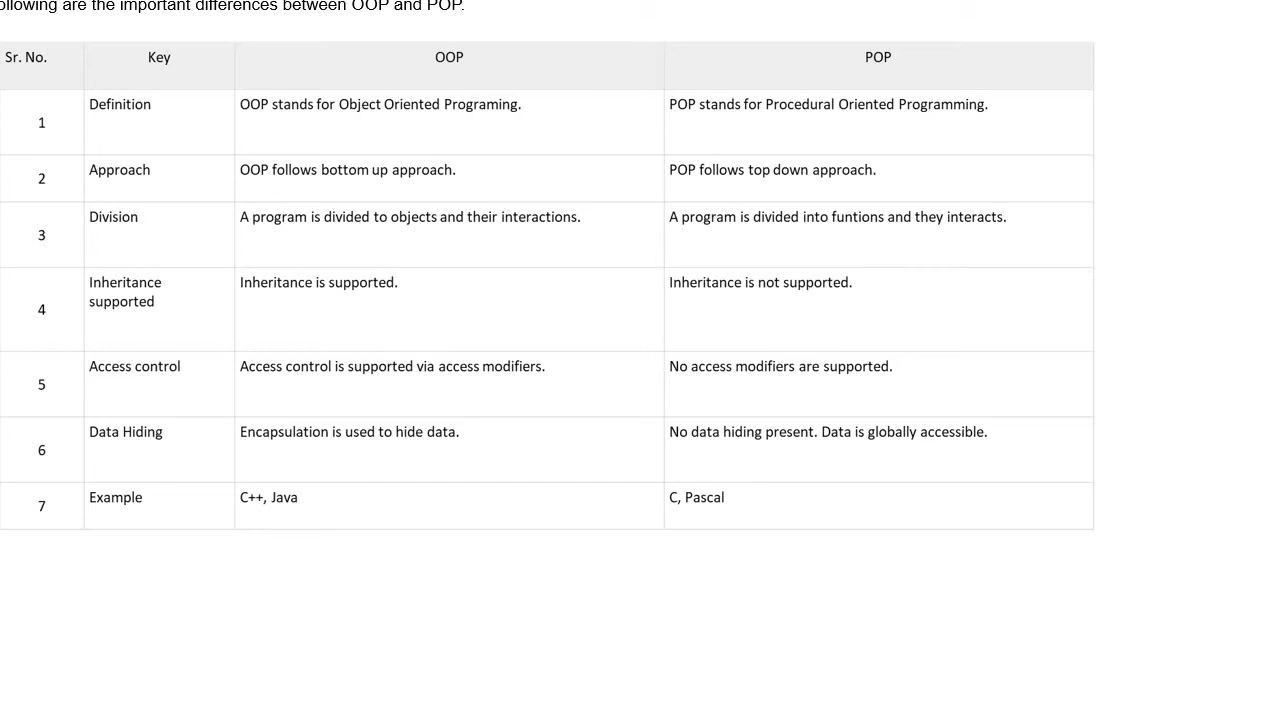 ollowing are the important differences between OOP and POP.
Sr. No. Key OOP POP
1 Definition OOP stands for Object Oriented Programing. POP stands for Procedural Oriented Programming.
2 Approach OOP follows bottom up approach. POP follows top down approach.
3 Division A program is divided to objects and their interactions. A program is divided into funtions and they interacts.
4 Inheritance supported Inheritance is supported. Inheritance is not supported.
5 Access control Access control is supported via access modifiers. No access modifiers are supported.
6 Data Hiding Encapsulation is used to hide data. No data hiding present. Data is globally accessible.
7 Example C++, Java C, Pascal